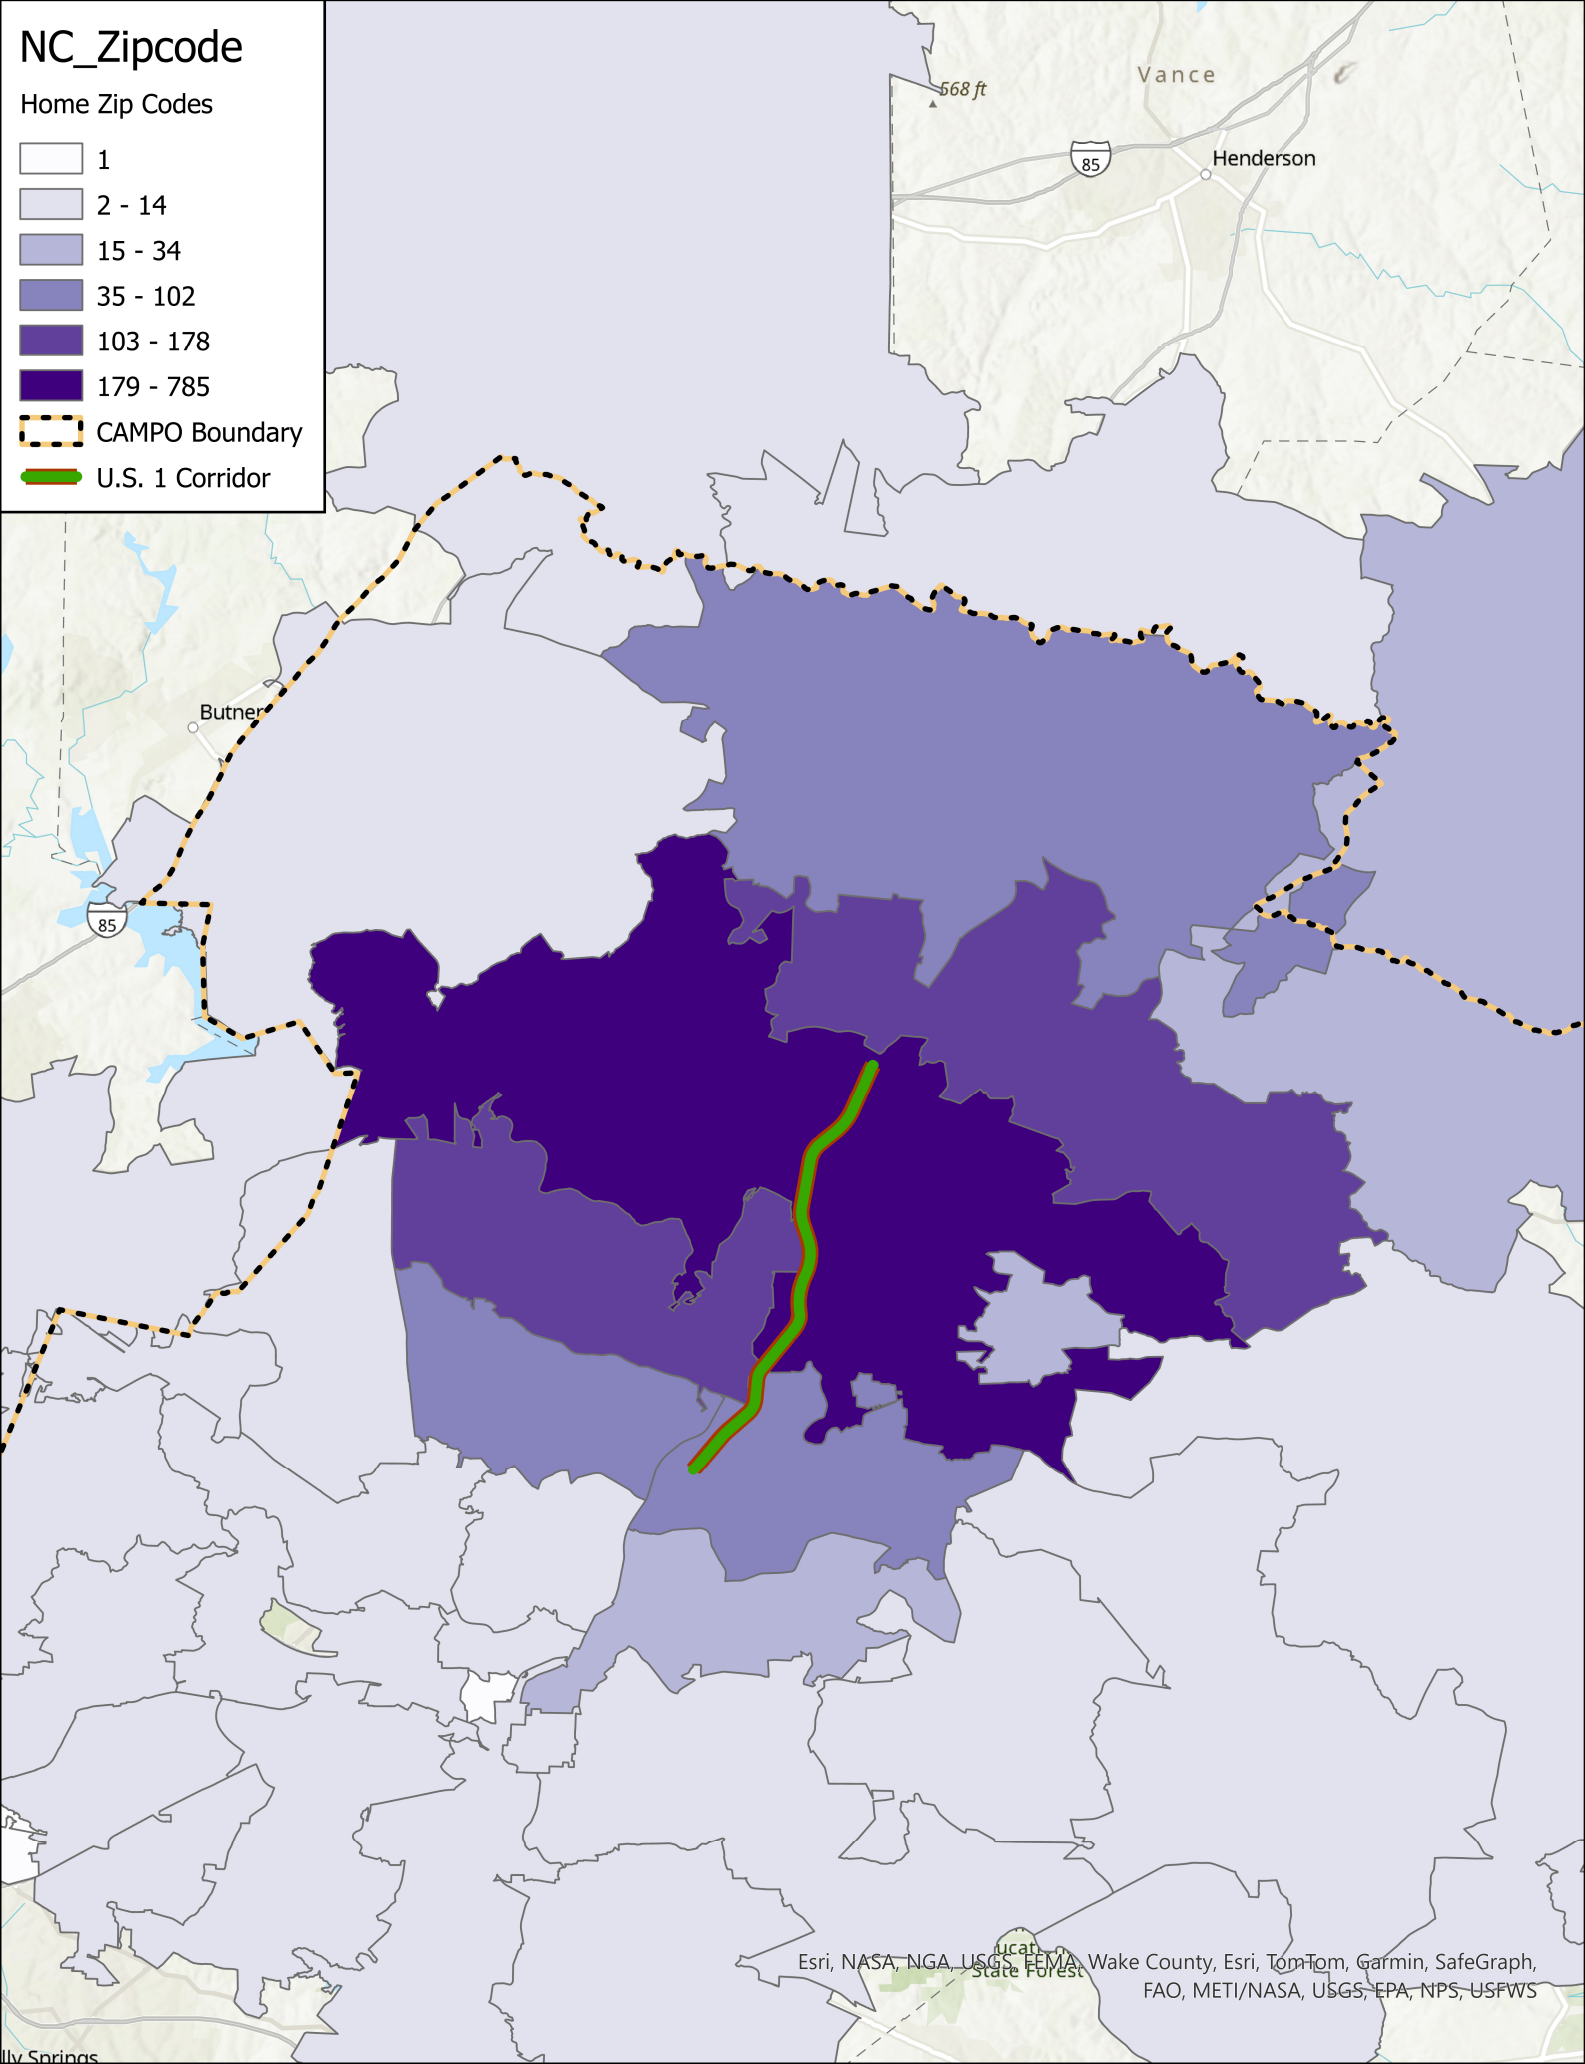 NC_Zipcode
Home Zip Codes
1
2 - 14
15 - 34
35 - 102
103 - 178
179 - 785
CAMPO Boundary
U.S. 1 Corridor
Vance
568 ft
85
Henderson
Butner
85
State Forest
Esri, NASA, NGA, USGS, FEMA, Wake County, Esri, TomTom, Garmin, SafeGraph,
FAO, METI/NASA, USGS, EPA, NPS, USFWS
lly Springs